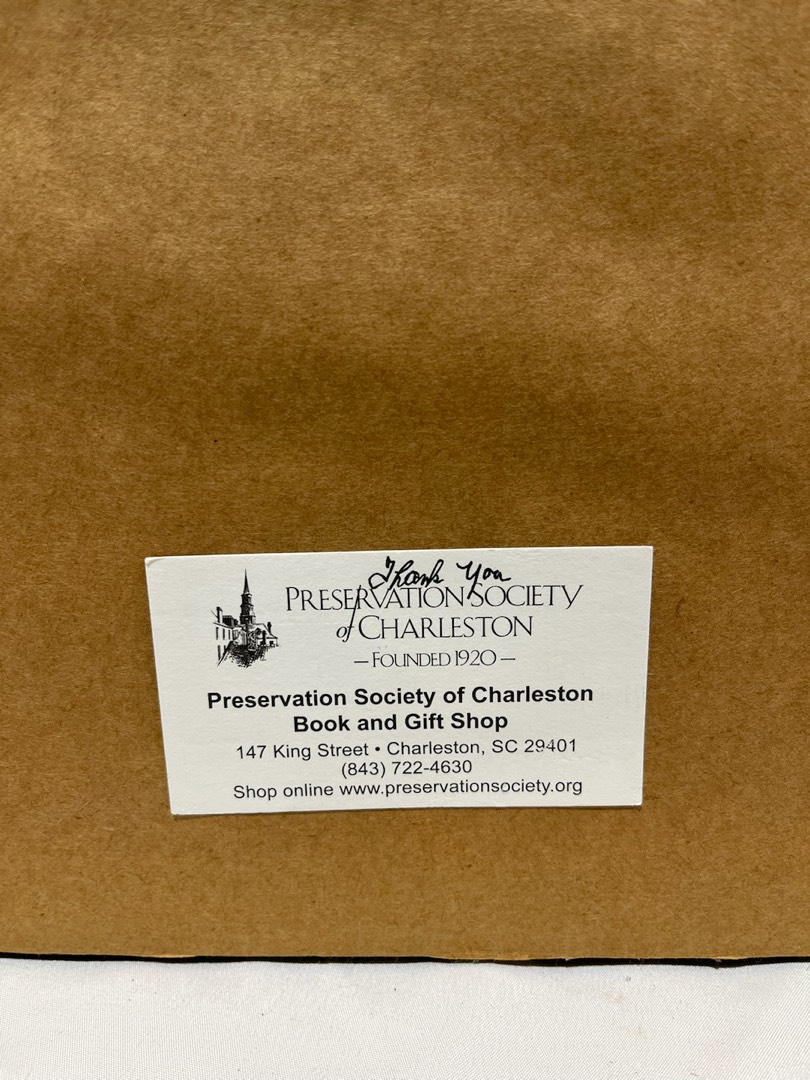 Thank You
PRESERVATION SOCIETY
of CHARLESTON
— FOUNDED 1920 —
Preservation Society of Charleston
Book and Gift Shop
147 King Street • Charleston, SC 29401
(843) 722-4630
Shop online www.preservationsociety.org